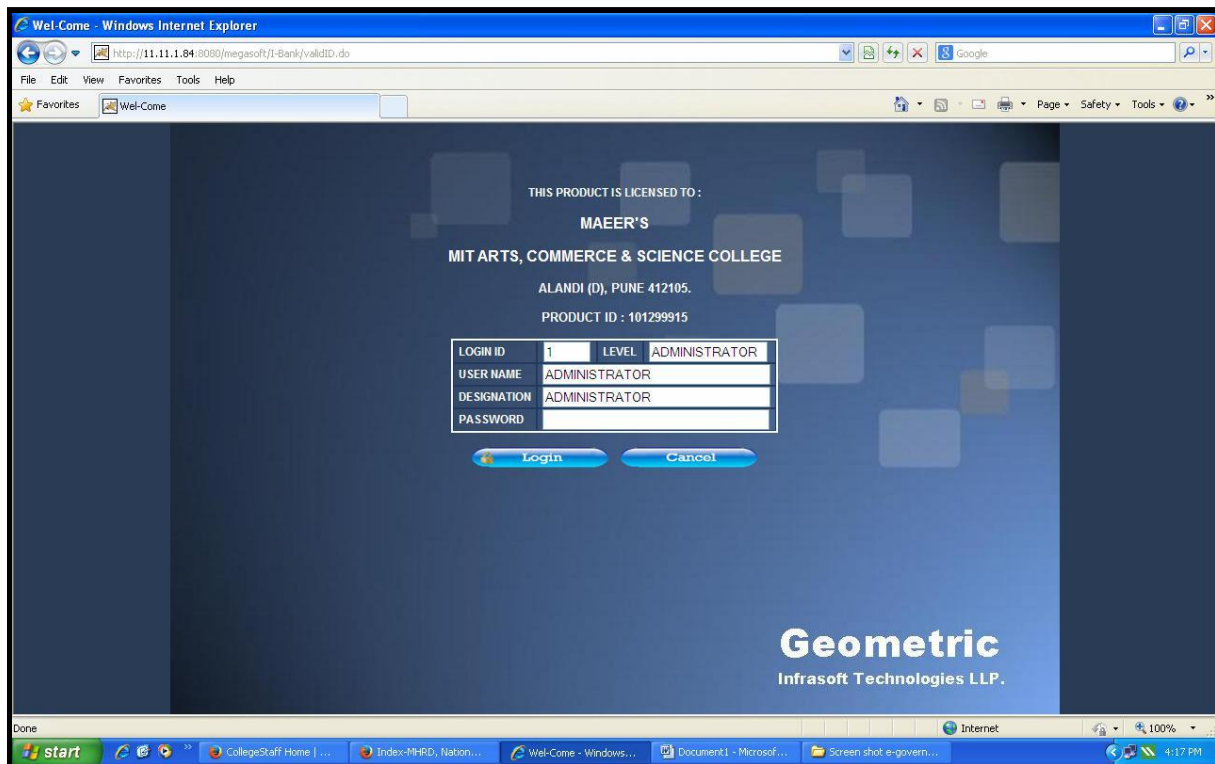 Wel-Come - Windows Internet Explorer
http://11.11.1.84:8080/megasoft/I-Bank/validID.do
Google
File Edit View Favorites Tools Help
Favorites Wel-Come Page Safety Tools »
THIS PRODUCT IS LICENSED TO :
MAEER'S
MIT ARTS, COMMERCE & SCIENCE COLLEGE
ALANDI (D), PUNE 412105.
PRODUCT ID : 101299915
LOGIN ID 1 LEVEL ADMINISTRATOR
USER NAME ADMINISTRATOR
DESIGNATION ADMINISTRATOR
PASSWORD
Login Cancel
Geometric
Infrasoft Technologies LLP.
Done Internet 100%
start » CollegeStaff Home | ... Index-MHRD, Nation... Wel-Come - Windows... Document1 - Microsof... Screen shot e-govern... 4:17 PM